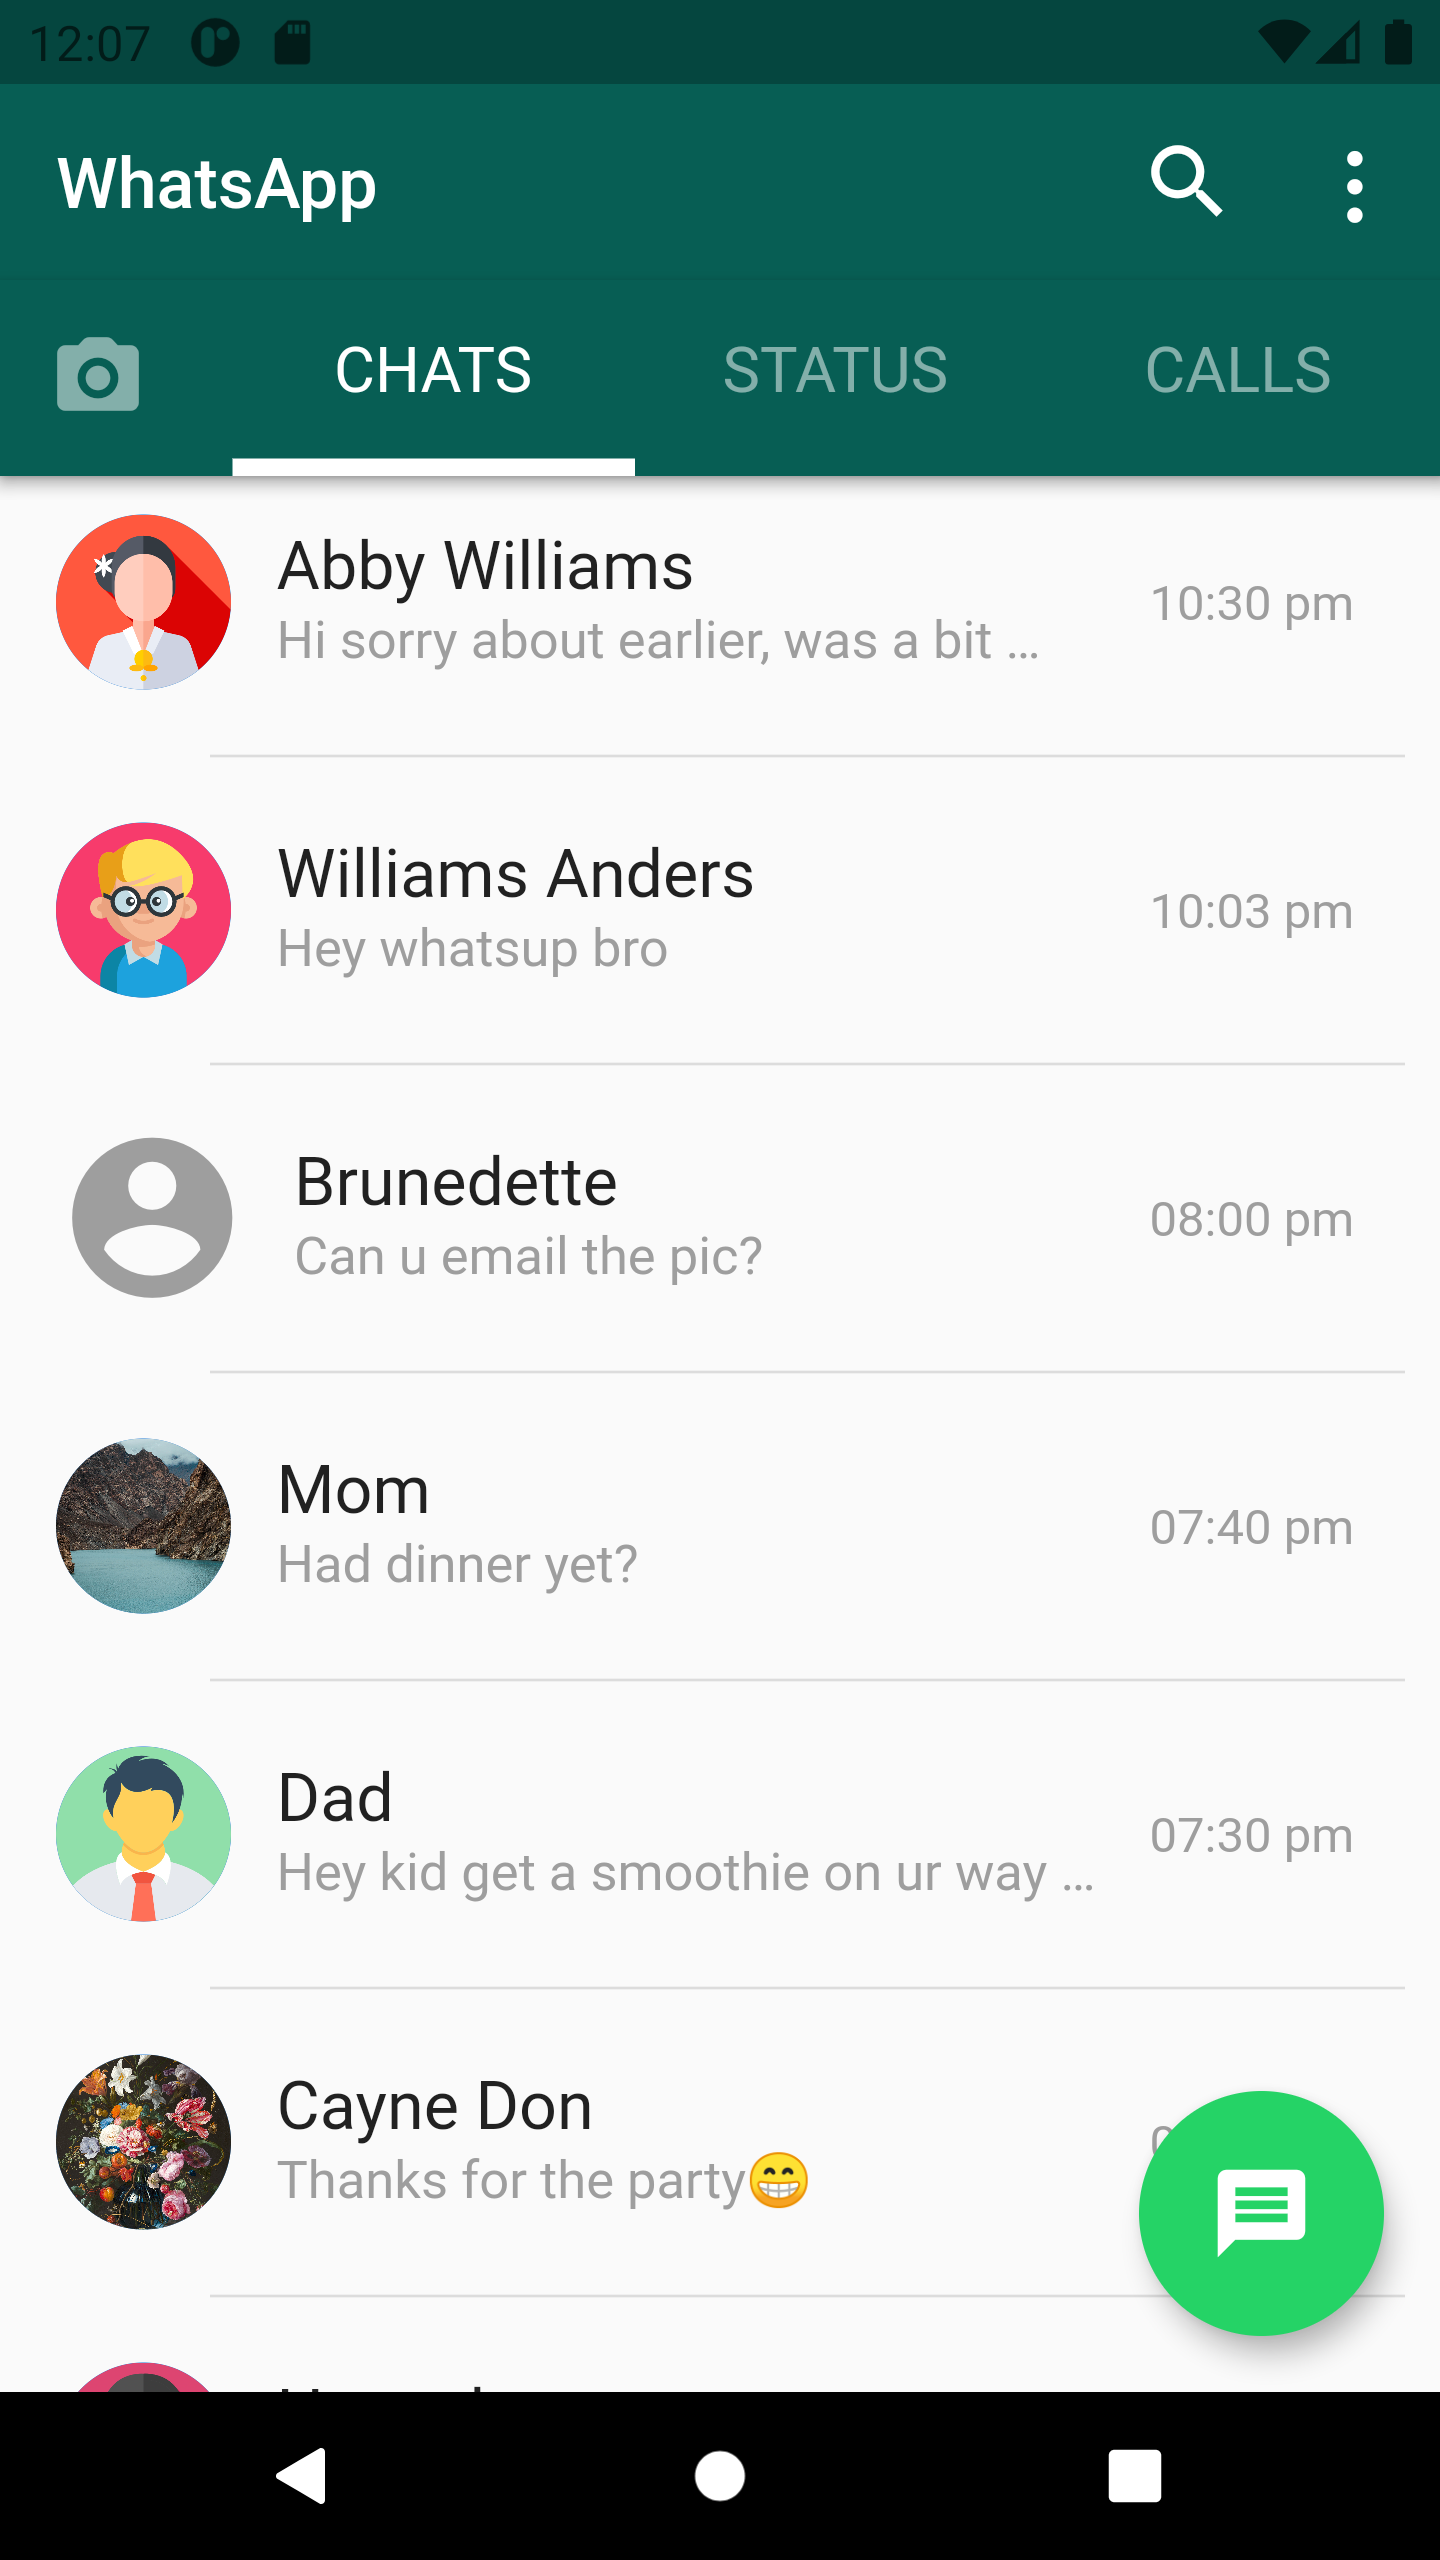 12:07
WhatsApp
CHATS STATUS CALLS
Abby Williams
Hi sorry about earlier, was a bit ...
10:30 pm
Williams Anders
Hey whatsup bro
10:03 pm
Brunedette
Can u email the pic?
08:00 pm
Mom
Had dinner yet?
07:40 pm
Dad
Hey kid get a smoothie on ur way ...
07:30 pm
Cayne Don
Thanks for the party😁